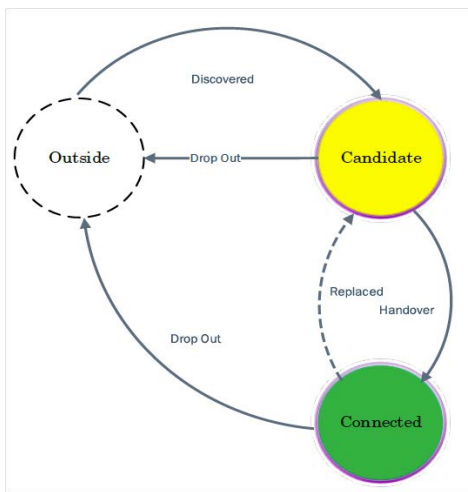 Discovered
Outside
Drop Out
Candidate
Replaced
Handover
Drop Out
Connected